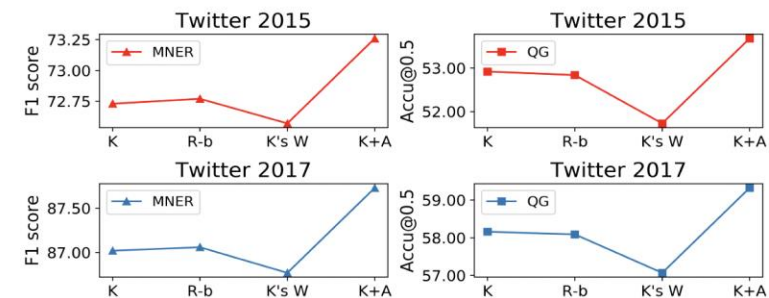 Twitter 2015
F1 score
73.25
73.00
72.75
MNER
K R-b K's W K+A
Twitter 2015
Accu@0.5
53.00
52.00
QG
K R-b K's W K+A
Twitter 2017
F1 score
87.50
87.00
MNER
K R-b K's W K+A
Twitter 2017
Accu@0.5
59.00
58.00
57.00
QG
K R-b K's W K+A